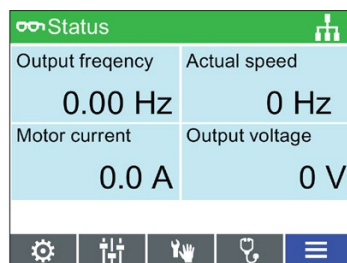 Status
Output freqency
Actual speed
0.00 Hz
0 Hz
Motor current
Output voltage
0.0 A
0 V